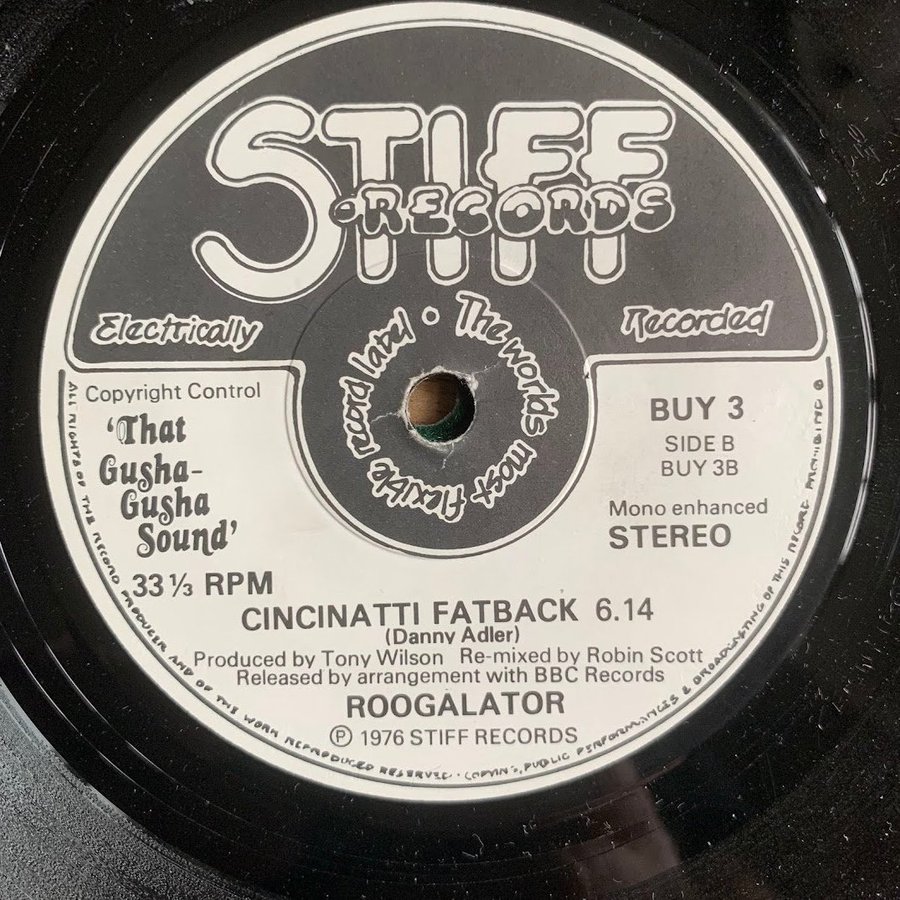 STIFF
RECORDS
Electrically
Recorded
The worlds most flexible record label
Copyright Control
'That
Gusha-
Gusha
Sound'
33 ⅓ RPM
BUY 3
SIDE B
BUY 3B
Mono enhanced
STEREO
CINCINATTI FATBACK 6.14
(Danny Adler)
Produced by Tony Wilson Re-mixed by Robin Scott
Released by arrangement with BBC Records
ROOGALATOR
℗ 1976 STIFF RECORDS
ALL RIGHTS OF THE RECORD PRODUCER AND OF THE WORK REPRODUCED RESERVED · COPYING, PUBLIC PERFORMANCES & BROADCASTING OF THIS RECORD PROHIBITED